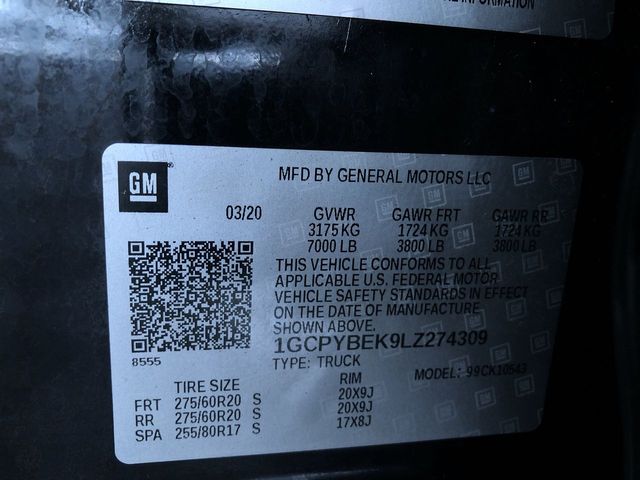 INFORMATION
GM
MFD BY GENERAL MOTORS LLC
03/20 GVWR GAWR FRT GAWR RR
3175 KG 1724 KG 1724 KG
7000 LB 3800 LB 3800 LB
THIS VEHICLE CONFORMS TO ALL
APPLICABLE U.S. FEDERAL MOTOR
VEHICLE SAFETY STANDARDS IN EFFECT
ON THE DATE OF MANUFACTURE
SHOWN ABOVE.
8555
1GCPYBEK9LZ274309
TYPE: TRUCK MODEL: 99CK10543
TIRE SIZE RIM
FRT 275/60R20 S 20X9J
RR 275/60R20 S 20X9J
SPA 255/80R17 S 17X8J